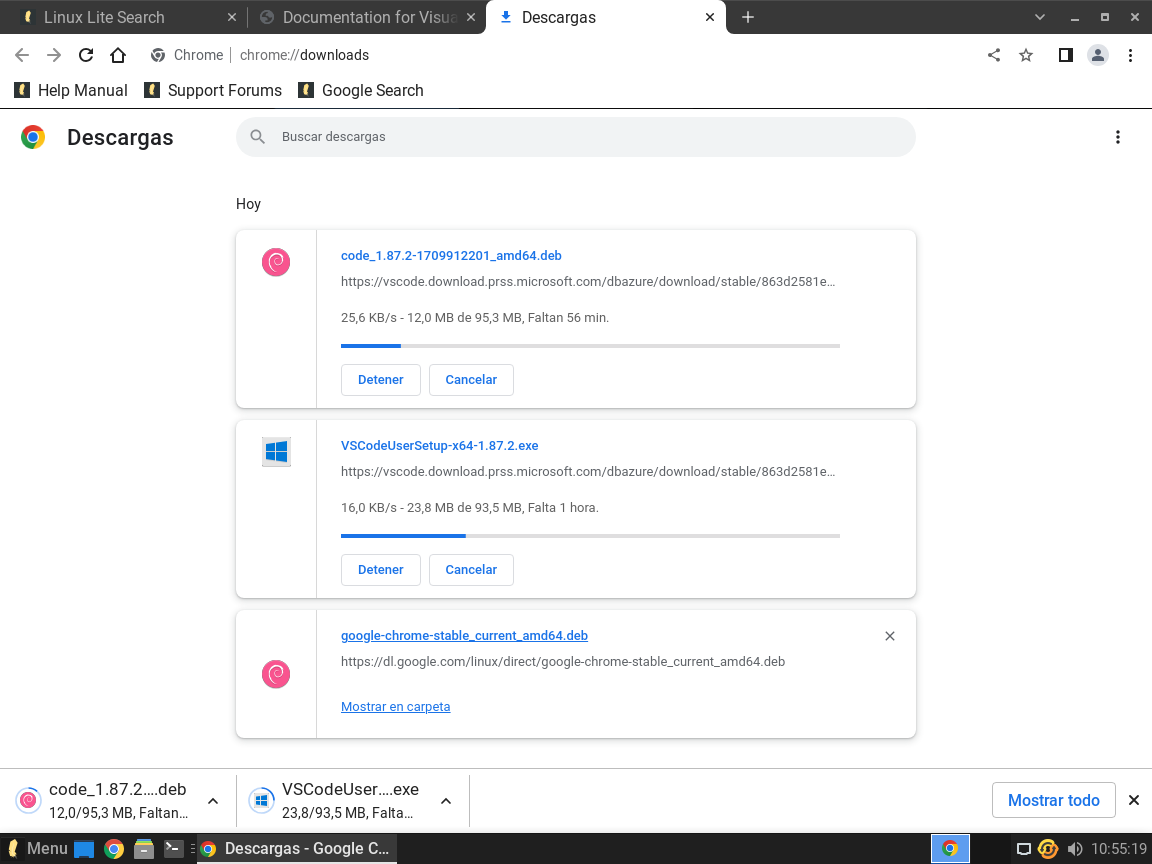 Linux Lite Search
Documentation for Visua
Descargas
Chrome
chrome://downloads
Help Manual
Support Forums
Google Search
Descargas
Buscar descargas
Hoy
code_1.87.2-1709912201_amd64.deb
https://vscode.download.prss.microsoft.com/dbazure/download/stable/863d2581e…
25,6 KB/s - 12,0 MB de 95,3 MB, Faltan 56 min.
Detener Cancelar
VSCodeUserSetup-x64-1.87.2.exe
https://vscode.download.prss.microsoft.com/dbazure/download/stable/863d2581e…
16,0 KB/s - 23,8 MB de 93,5 MB, Falta 1 hora.
Detener Cancelar
google-chrome-stable_current_amd64.deb
https://dl.google.com/linux/direct/google-chrome-stable_current_amd64.deb
Mostrar en carpeta
code_1.87.2….deb
12,0/95,3 MB, Faltan…
VSCodeUser….exe
23,8/93,5 MB, Falta…
Mostrar todo
Menu
Descargas - Google C…
10:55:19